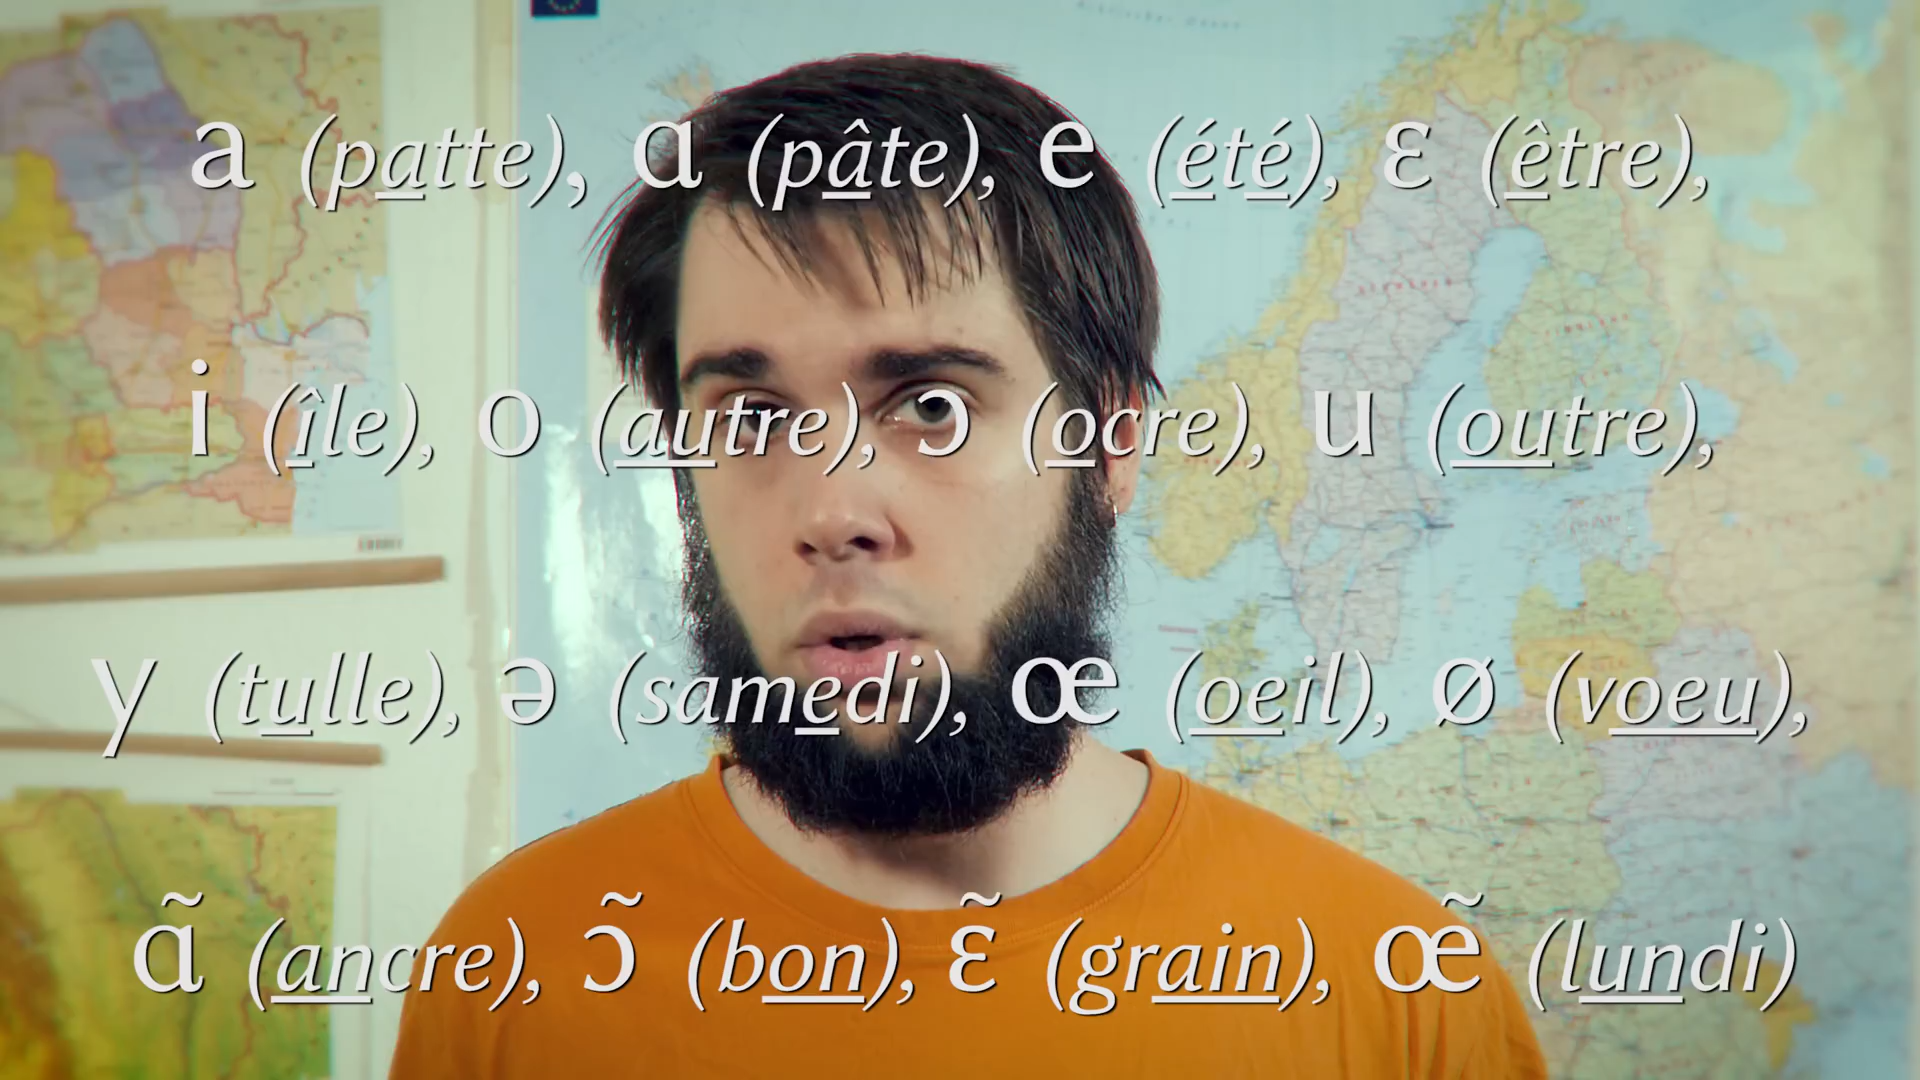 a (patte), ɑ (pâte), e (été), ɛ (être),
i (île), o (autre), ɔ (ocre), u (outre),
y (tulle), ə (samedi), œ (oeil), ø (voeu),
ɑ̃ (ancre), ɔ̃ (bon), ɛ̃ (grain), œ̃ (lundi)